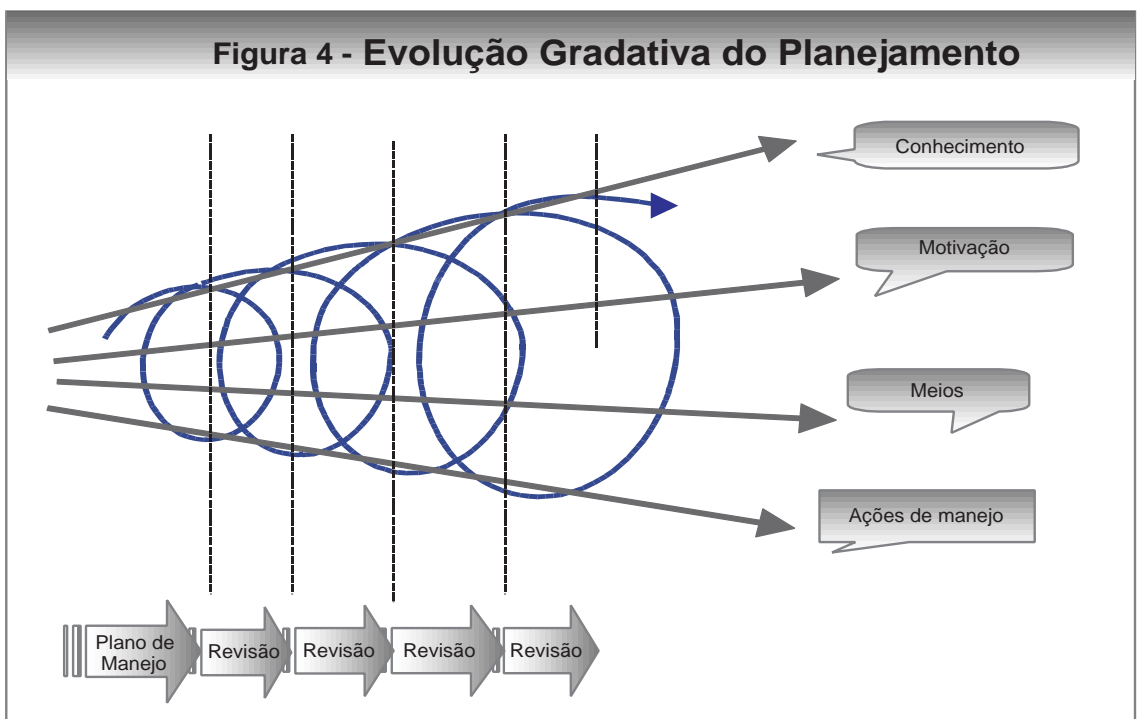 Figura 4 - Evolução Gradativa do Planejamento
Conhecimento
Motivação
Meios
Ações de manejo
Plano de
Manejo
Revisão
Revisão
Revisão
Revisão